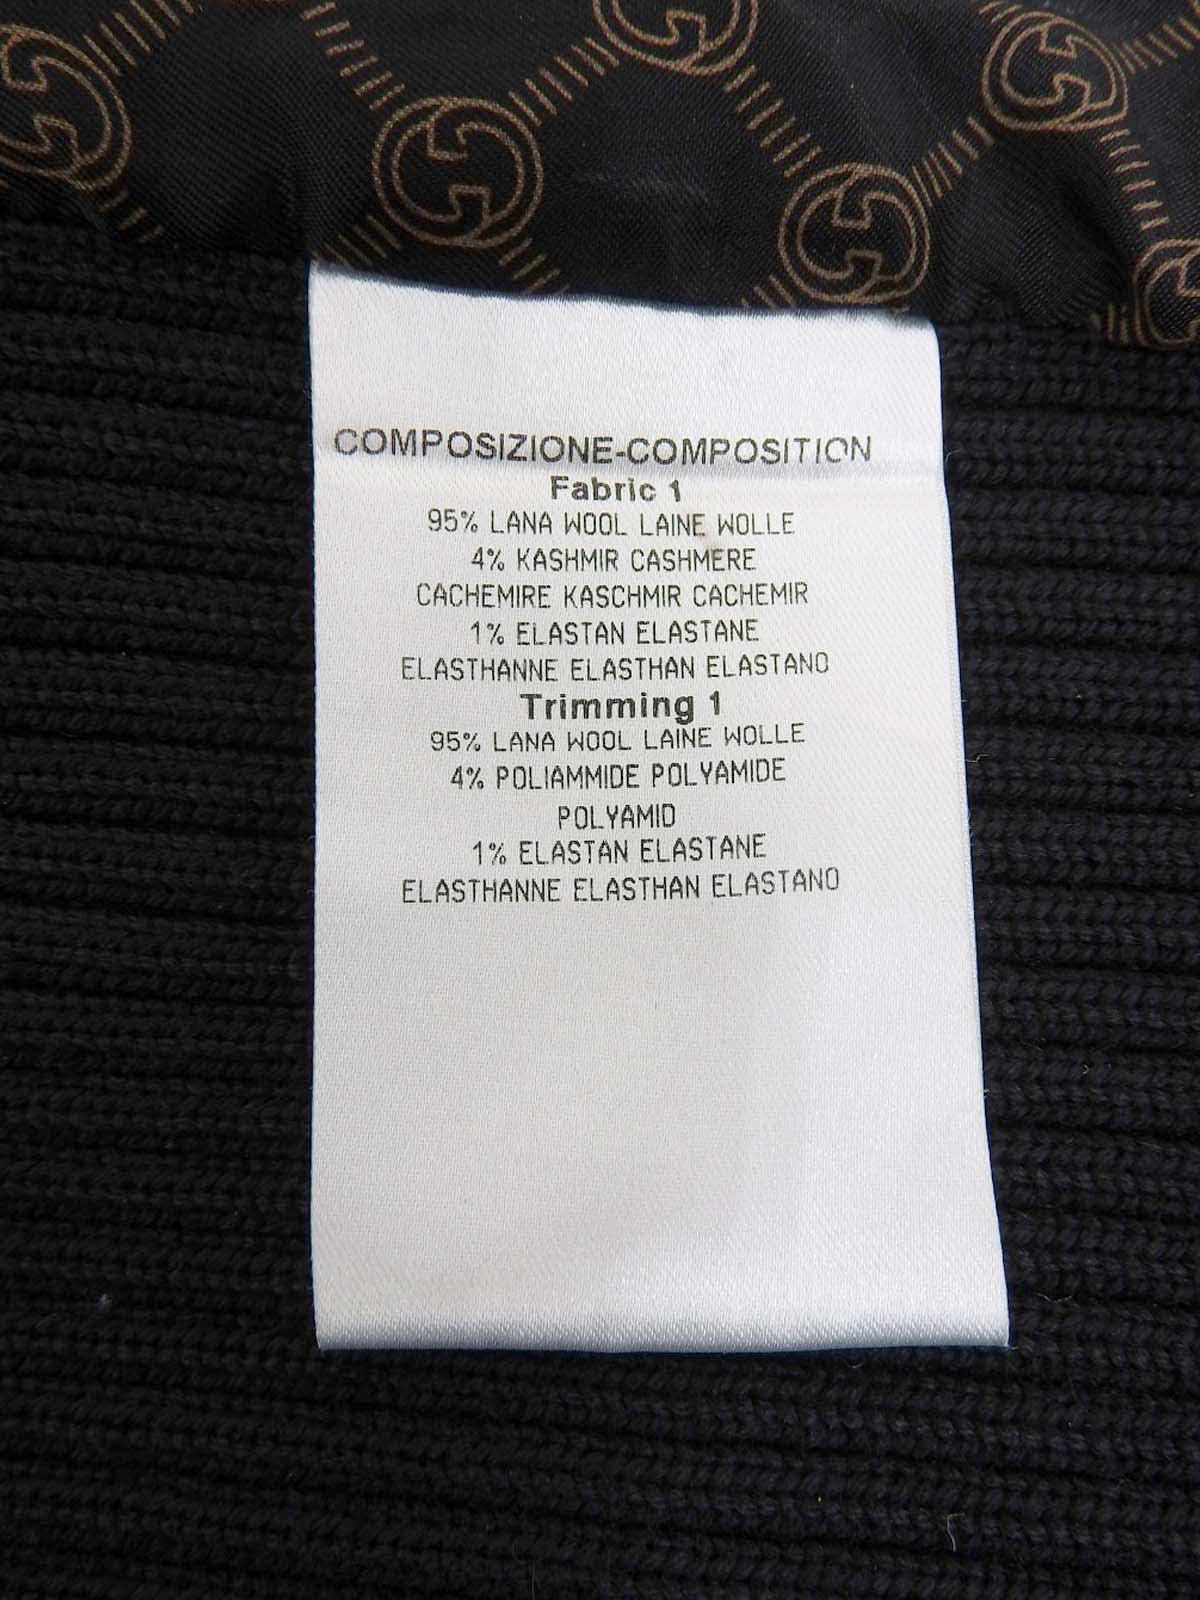 COMPOSIZIONE-COMPOSITION
Fabric 1
95% LANA WOOL LAINE WOLLE
4% KASHMIR CASHMERE
CACHEMIRE KASCHMIR CACHEMIR
1% ELASTAN ELASTANE
ELASTHANNE ELASTHAN ELASTANO
Trimming 1
95% LANA WOOL LAINE WOLLE
4% POLIAMMIDE POLYAMIDE
POLYAMID
1% ELASTAN ELASTANE
ELASTHANNE ELASTHAN ELASTANO